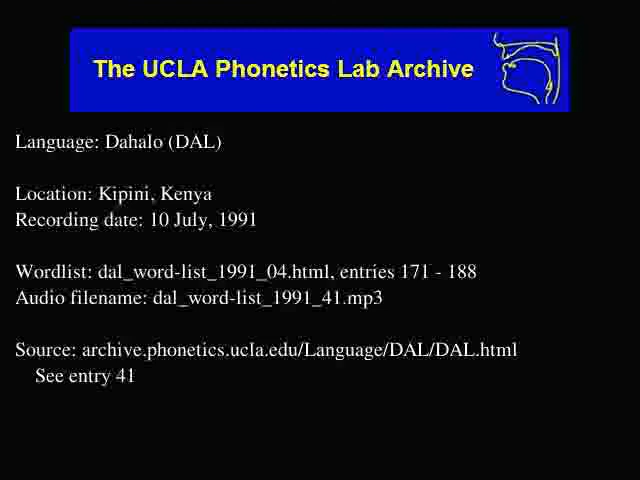 The UCLA Phonetics Lab Archive
Language: Dahalo (DAL)
Location: Kipini, Kenya
Recording date: 10 July, 1991
Wordlist: dal_word-list_1991_04.html, entries 171 - 188
Audio filename: dal_word-list_1991_41.mp3
Source: archive.phonetics.ucla.edu/Language/DAL/DAL.html
See entry 41